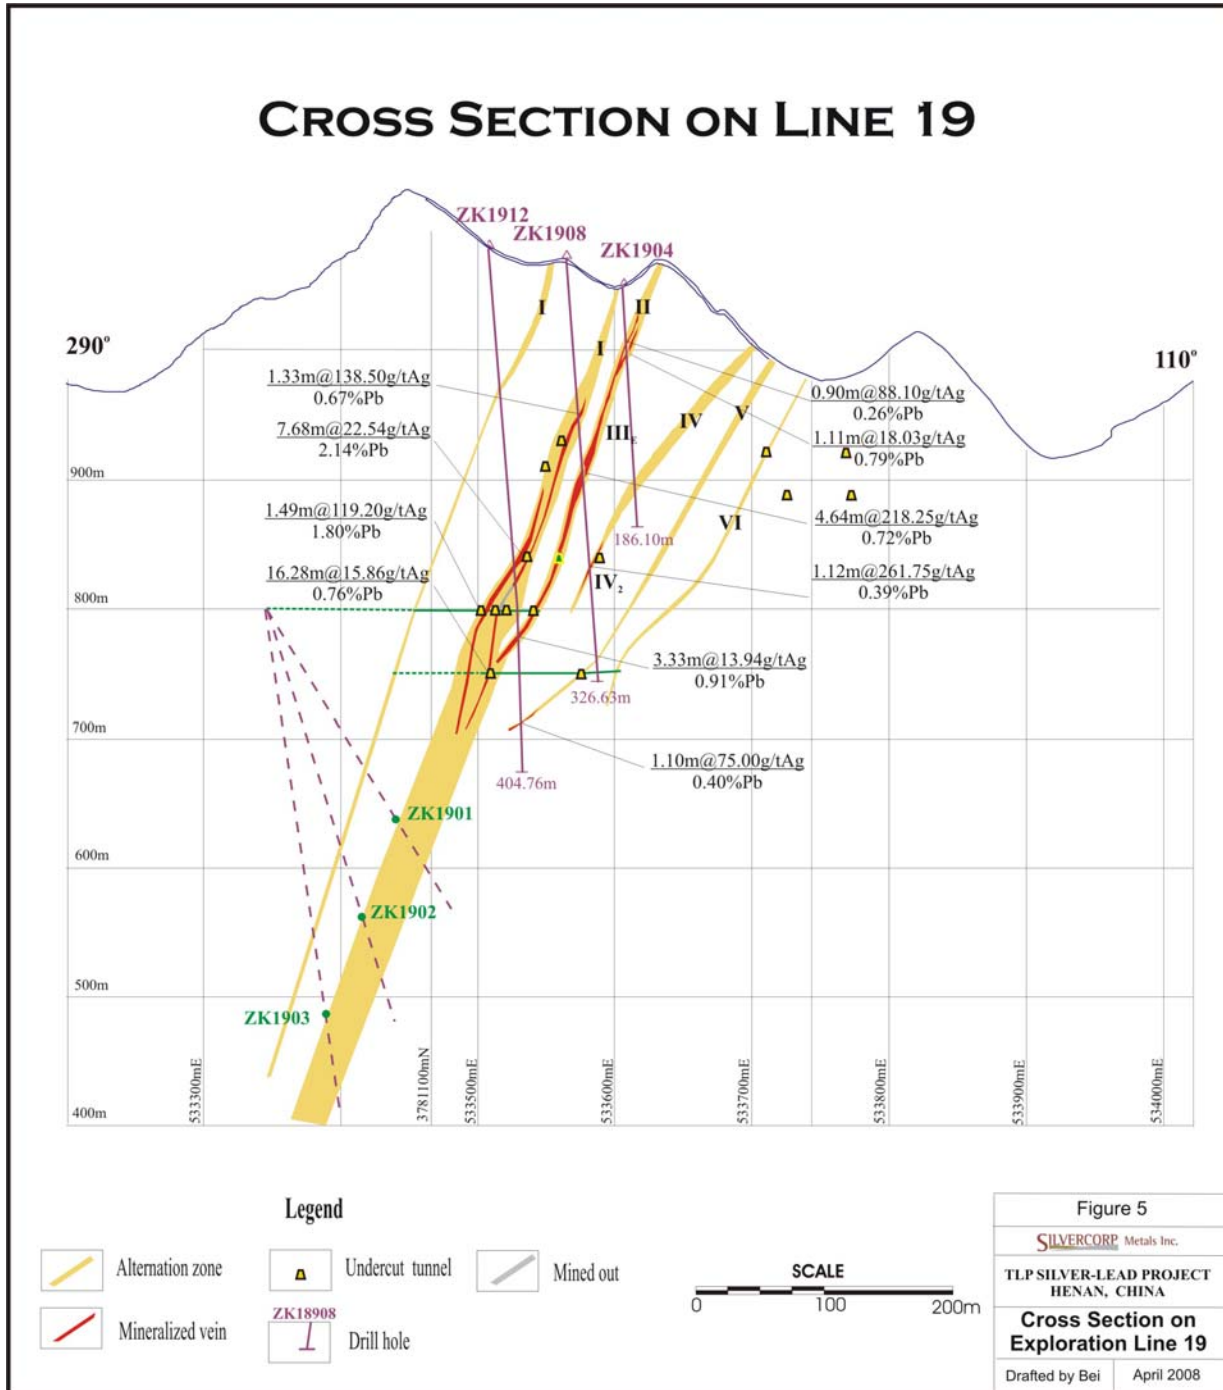 CROSS SECTION ON LINE 19
ZK1912
ZK1908
ZK1904
290°
110°
I
II
I
1.33m@138.50g/tAg
0.67%Pb
0.90m@88.10g/tAg
0.26%Pb
IV
V
7.68m@22.54g/tAg
2.14%Pb
IIIE
1.11m@18.03g/tAg
0.79%Pb
900m
1.49m@119.20g/tAg
1.80%Pb
VI
4.64m@218.25g/tAg
0.72%Pb
186.10m
16.28m@15.86g/tAg
0.76%Pb
IV2
1.12m@261.75g/tAg
0.39%Pb
800m
3.33m@13.94g/tAg
0.91%Pb
326.63m
700m
1.10m@75.00g/tAg
0.40%Pb
404.76m
ZK1901
600m
ZK1902
500m
ZK1903
400m
533300mE
3781100mN
533500mE
533600mE
533700mE
533800mE
533900mE
534000mE
Legend
Alternation zone
Undercut tunnel
Mined out
Mineralized vein
ZK18908
Drill hole
SCALE
0 100 200m
Figure 5
SILVERCORP Metals Inc.
TLP SILVER-LEAD PROJECT
HENAN, CHINA
Cross Section on
Exploration Line 19
Drafted by Bei April 2008